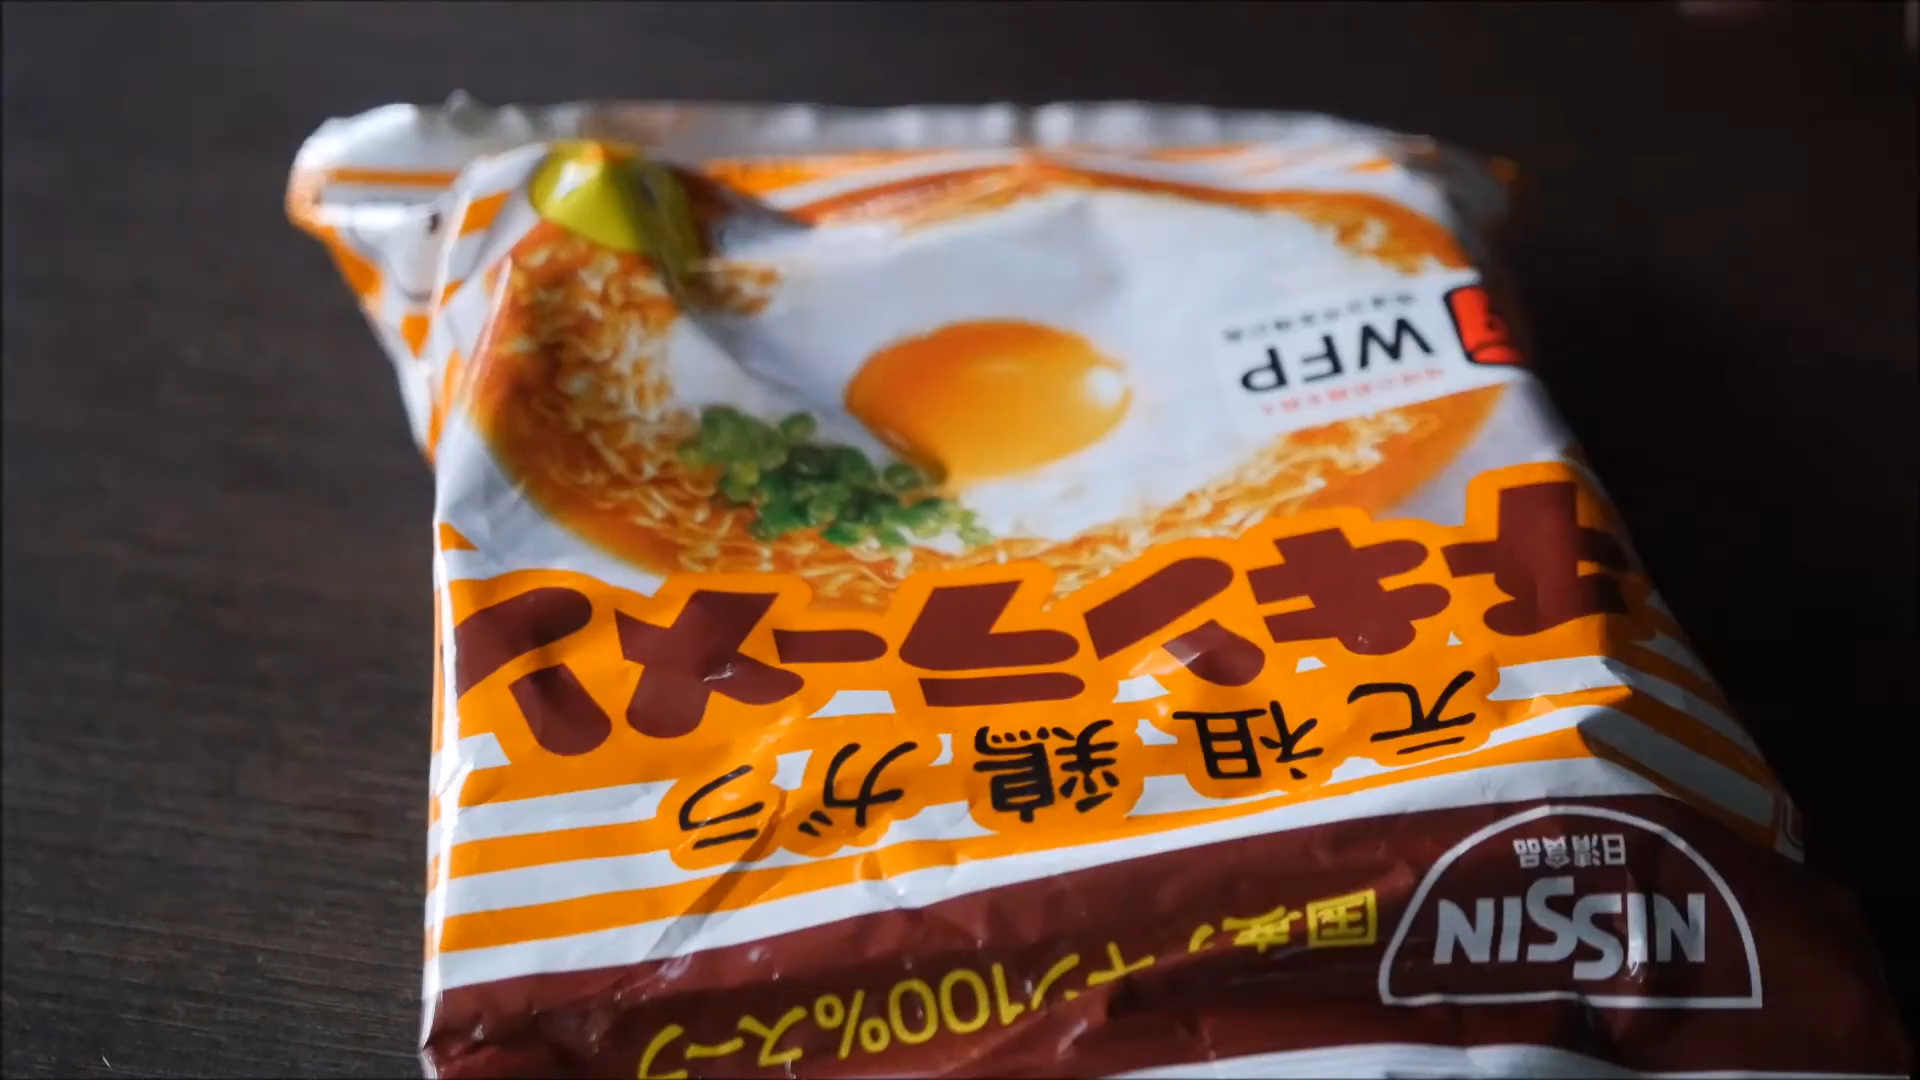 日清食品
NISSIN
国産チキン100%スープ
元祖鶏ガラ
チキンラーメン
WFP